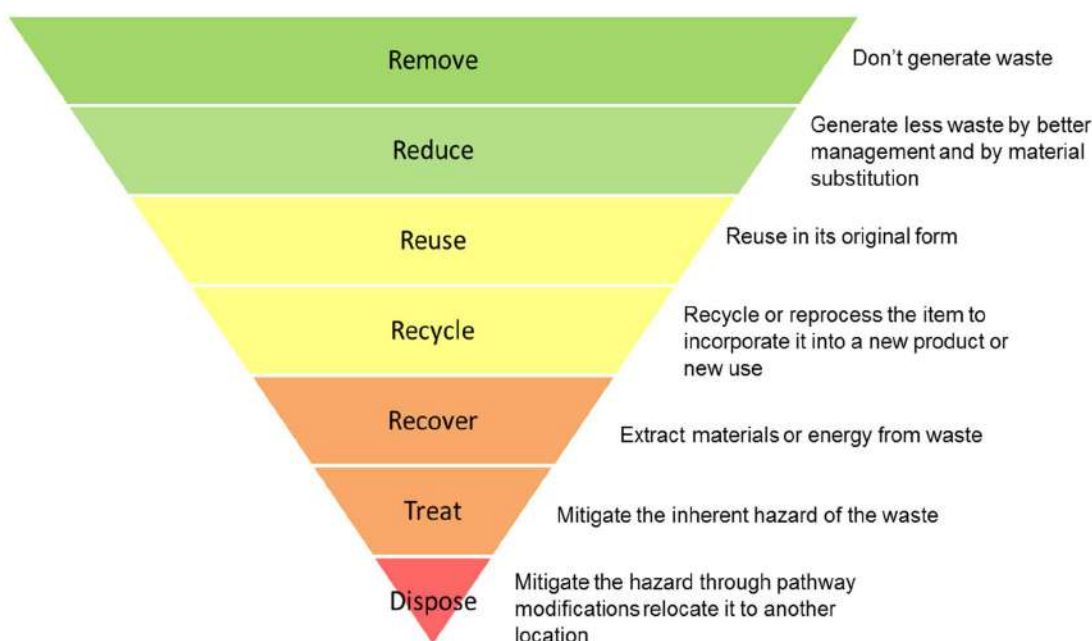 Remove
Don't generate waste
Reduce
Generate less waste by better
management and by material
substitution
Reuse
Reuse in its original form
Recycle
Recycle or reprocess the item to
incorporate it into a new product or
new use
Recover
Extract materials or energy from waste
Treat
Mitigate the inherent hazard of the waste
Dispose
Mitigate the hazard through pathway
modifications relocate it to another
location